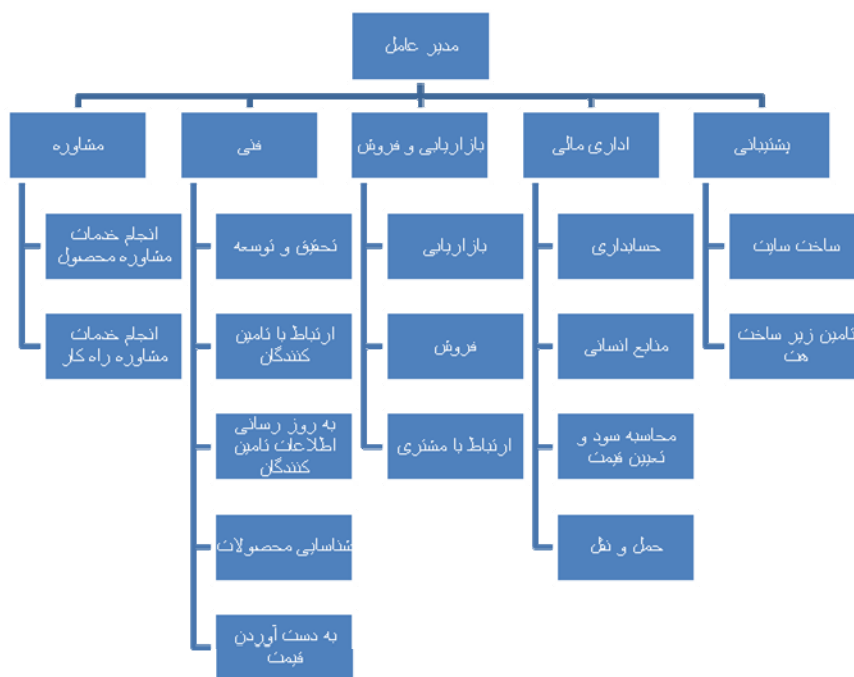 مدیر عامل
مشاوره
فنی
بازاریابی و فروش
اداری مالی
پشتیبانی
انجام خدمات
مشاوره محصول
انجام خدمات
مشاوره راه کار
تحقیق و توسعه
ارتباط با تامین
کنندگان
به روز رسانی
اطلاعات تامین
کنندگان
شناسایی محصولات
به دست آوردن
قیمت
بازاریابی
فروش
ارتباط با مشتری
حسابداری
منابع انسانی
محاسبه سود و
تعیین قیمت
حمل و نقل
ساخت سایت
تامین زیر ساخت
هت